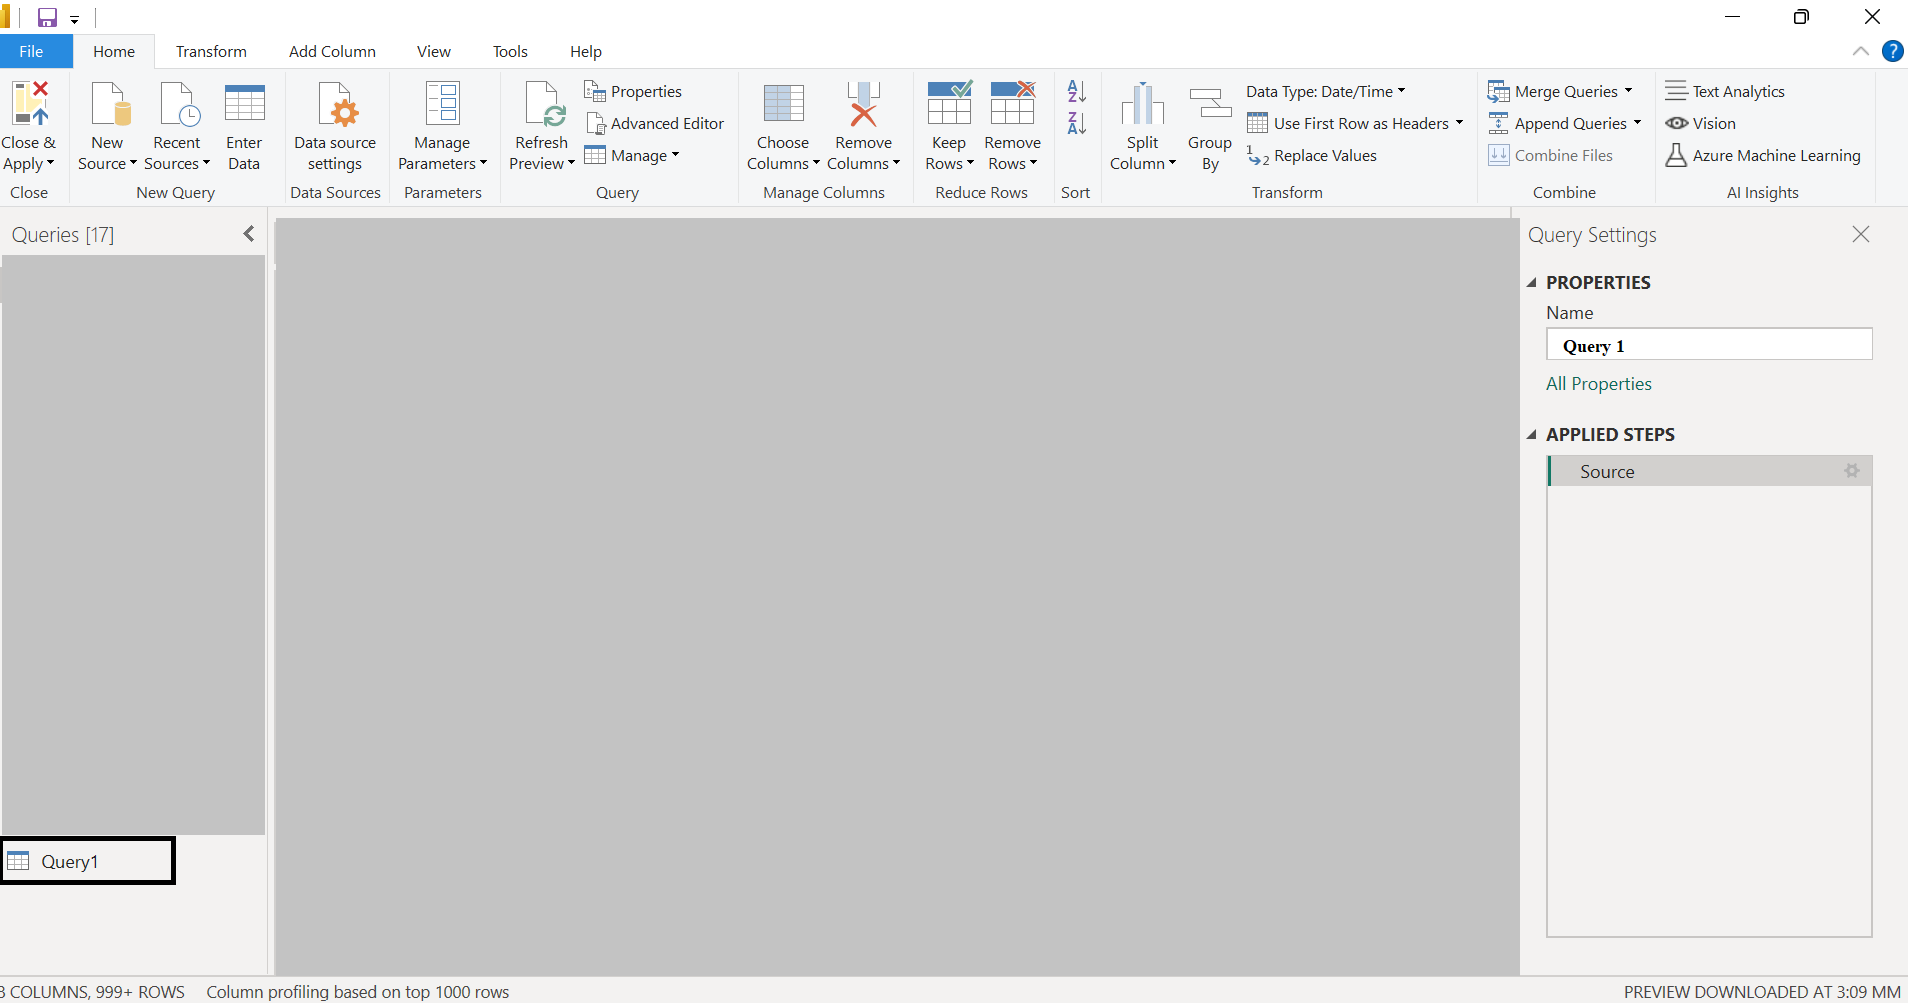 File Home Transform Add Column View Tools Help
Close & Apply
New Source
Recent Sources
Enter Data
Data source settings
Manage Parameters
Refresh Preview
Properties
Advanced Editor
Manage
Choose Columns
Remove Columns
Keep Rows
Remove Rows
A Z
Z A
Split Column
Group By
Data Type: Date/Time
Use First Row as Headers
1 2 Replace Values
Merge Queries
Append Queries
Combine Files
Text Analytics
Vision
Azure Machine Learning
Close New Query Data Sources Parameters Query Manage Columns Reduce Rows Sort Transform Combine AI Insights
Queries [17]
Query1
Query Settings
PROPERTIES
Name
Query 1
All Properties
APPLIED STEPS
Source
3 COLUMNS, 999+ ROWS Column profiling based on top 1000 rows
PREVIEW DOWNLOADED AT 3:09 MM